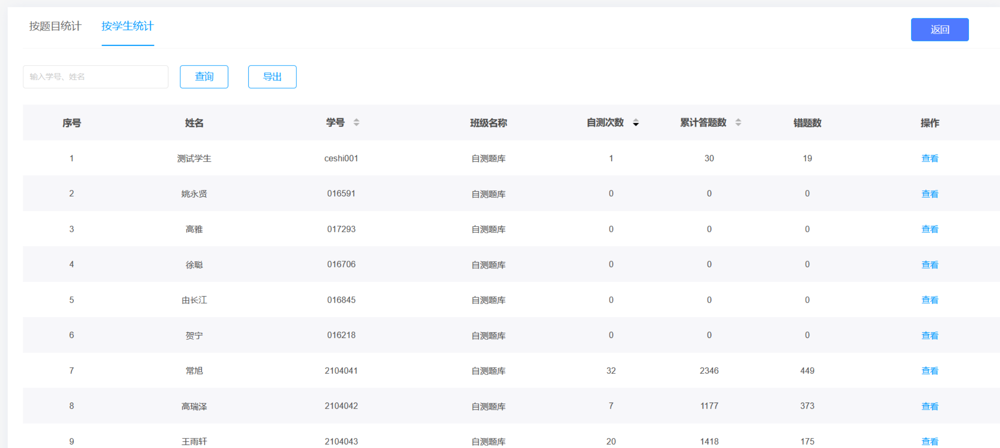 按题目统计 按学生统计 返回
输入学号、姓名 查询 导出
序号 姓名 学号 班级名称 自测次数 累计答题数 错题数 操作
1 测试学生 ceshi001 自测题库 1 30 19 查看
2 姚永贤 016591 自测题库 0 0 0 查看
3 高雅 017293 自测题库 0 0 0 查看
4 徐聪 016706 自测题库 0 0 0 查看
5 由长江 016845 自测题库 0 0 0 查看
6 贺宁 016218 自测题库 0 0 0 查看
7 常旭 2104041 自测题库 32 2346 449 查看
8 高瑞泽 2104042 自测题库 7 1177 373 查看
9 王雨轩 2104043 自测题库 20 1418 175 查看